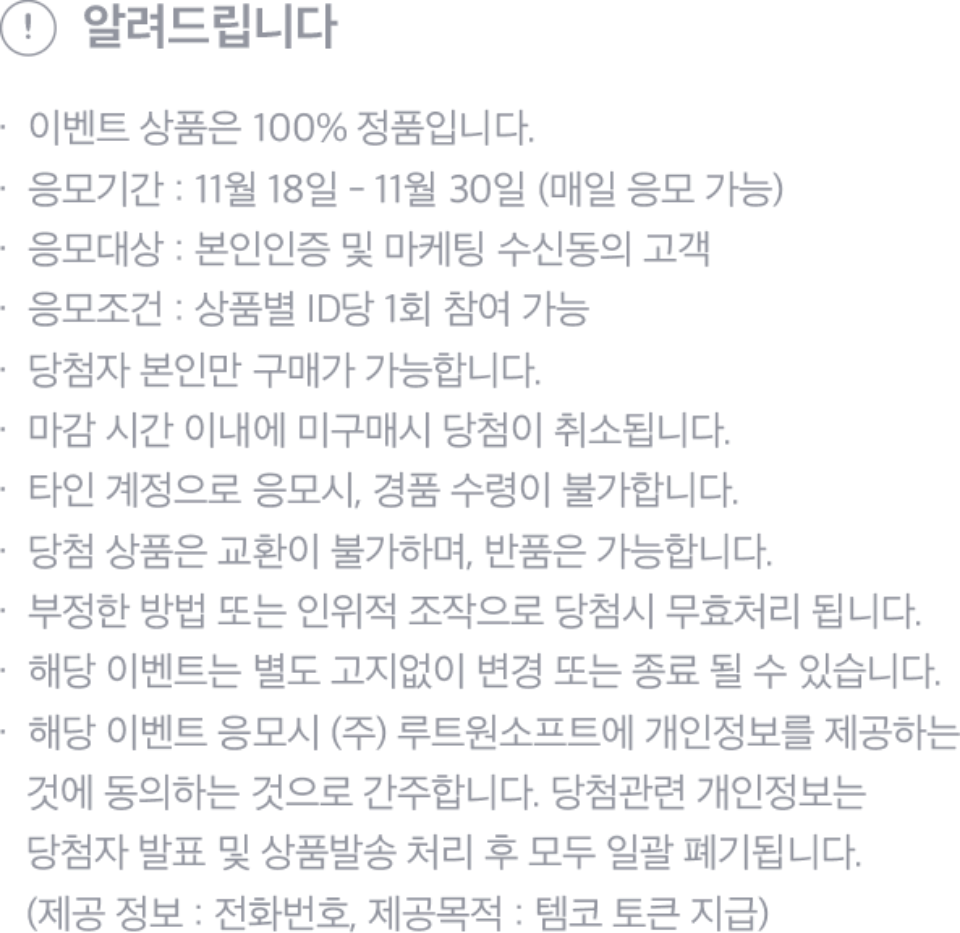 ! 알려드립니다
· 이벤트 상품은 100% 정품입니다.
· 응모기간 : 11월 18일 - 11월 30일 (매일 응모 가능)
· 응모대상 : 본인인증 및 마케팅 수신동의 고객
· 응모조건 : 상품별 ID당 1회 참여 가능
· 당첨자 본인만 구매가 가능합니다.
· 마감 시간 이내에 미구매시 당첨이 취소됩니다.
· 타인 계정으로 응모시, 경품 수령이 불가합니다.
· 당첨 상품은 교환이 불가하며, 반품은 가능합니다.
· 부정한 방법 또는 인위적 조작으로 당첨시 무효처리 됩니다.
· 해당 이벤트는 별도 고지없이 변경 또는 종료 될 수 있습니다.
· 해당 이벤트 응모시 (주) 루트원소프트에 개인정보를 제공하는
것에 동의하는 것으로 간주합니다. 당첨관련 개인정보는
당첨자 발표 및 상품발송 처리 후 모두 일괄 폐기됩니다.
(제공 정보 : 전화번호, 제공목적 : 템코 토큰 지급)